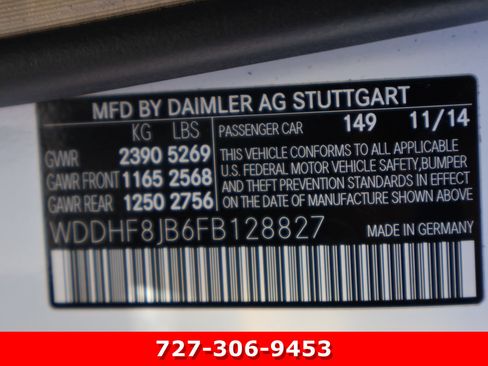 MFD BY DAIMLER AG STUTTGART
KG LBS
GVWR 2390 5269
GAWR FRONT 1165 2568
GAWR REAR 1250 2756
PASSENGER CAR 149 11/14
THIS VEHICLE CONFORMS TO ALL APPLICABLE
U.S. FEDERAL MOTOR VEHICLE SAFETY, BUMPER
AND THEFT PREVENTION STANDARDS IN EFFECT ON
THE DATE OF MANUFACTURE SHOWN ABOVE.
WDDHF8JB6FB128827
MADE IN GERMANY
727-306-9453